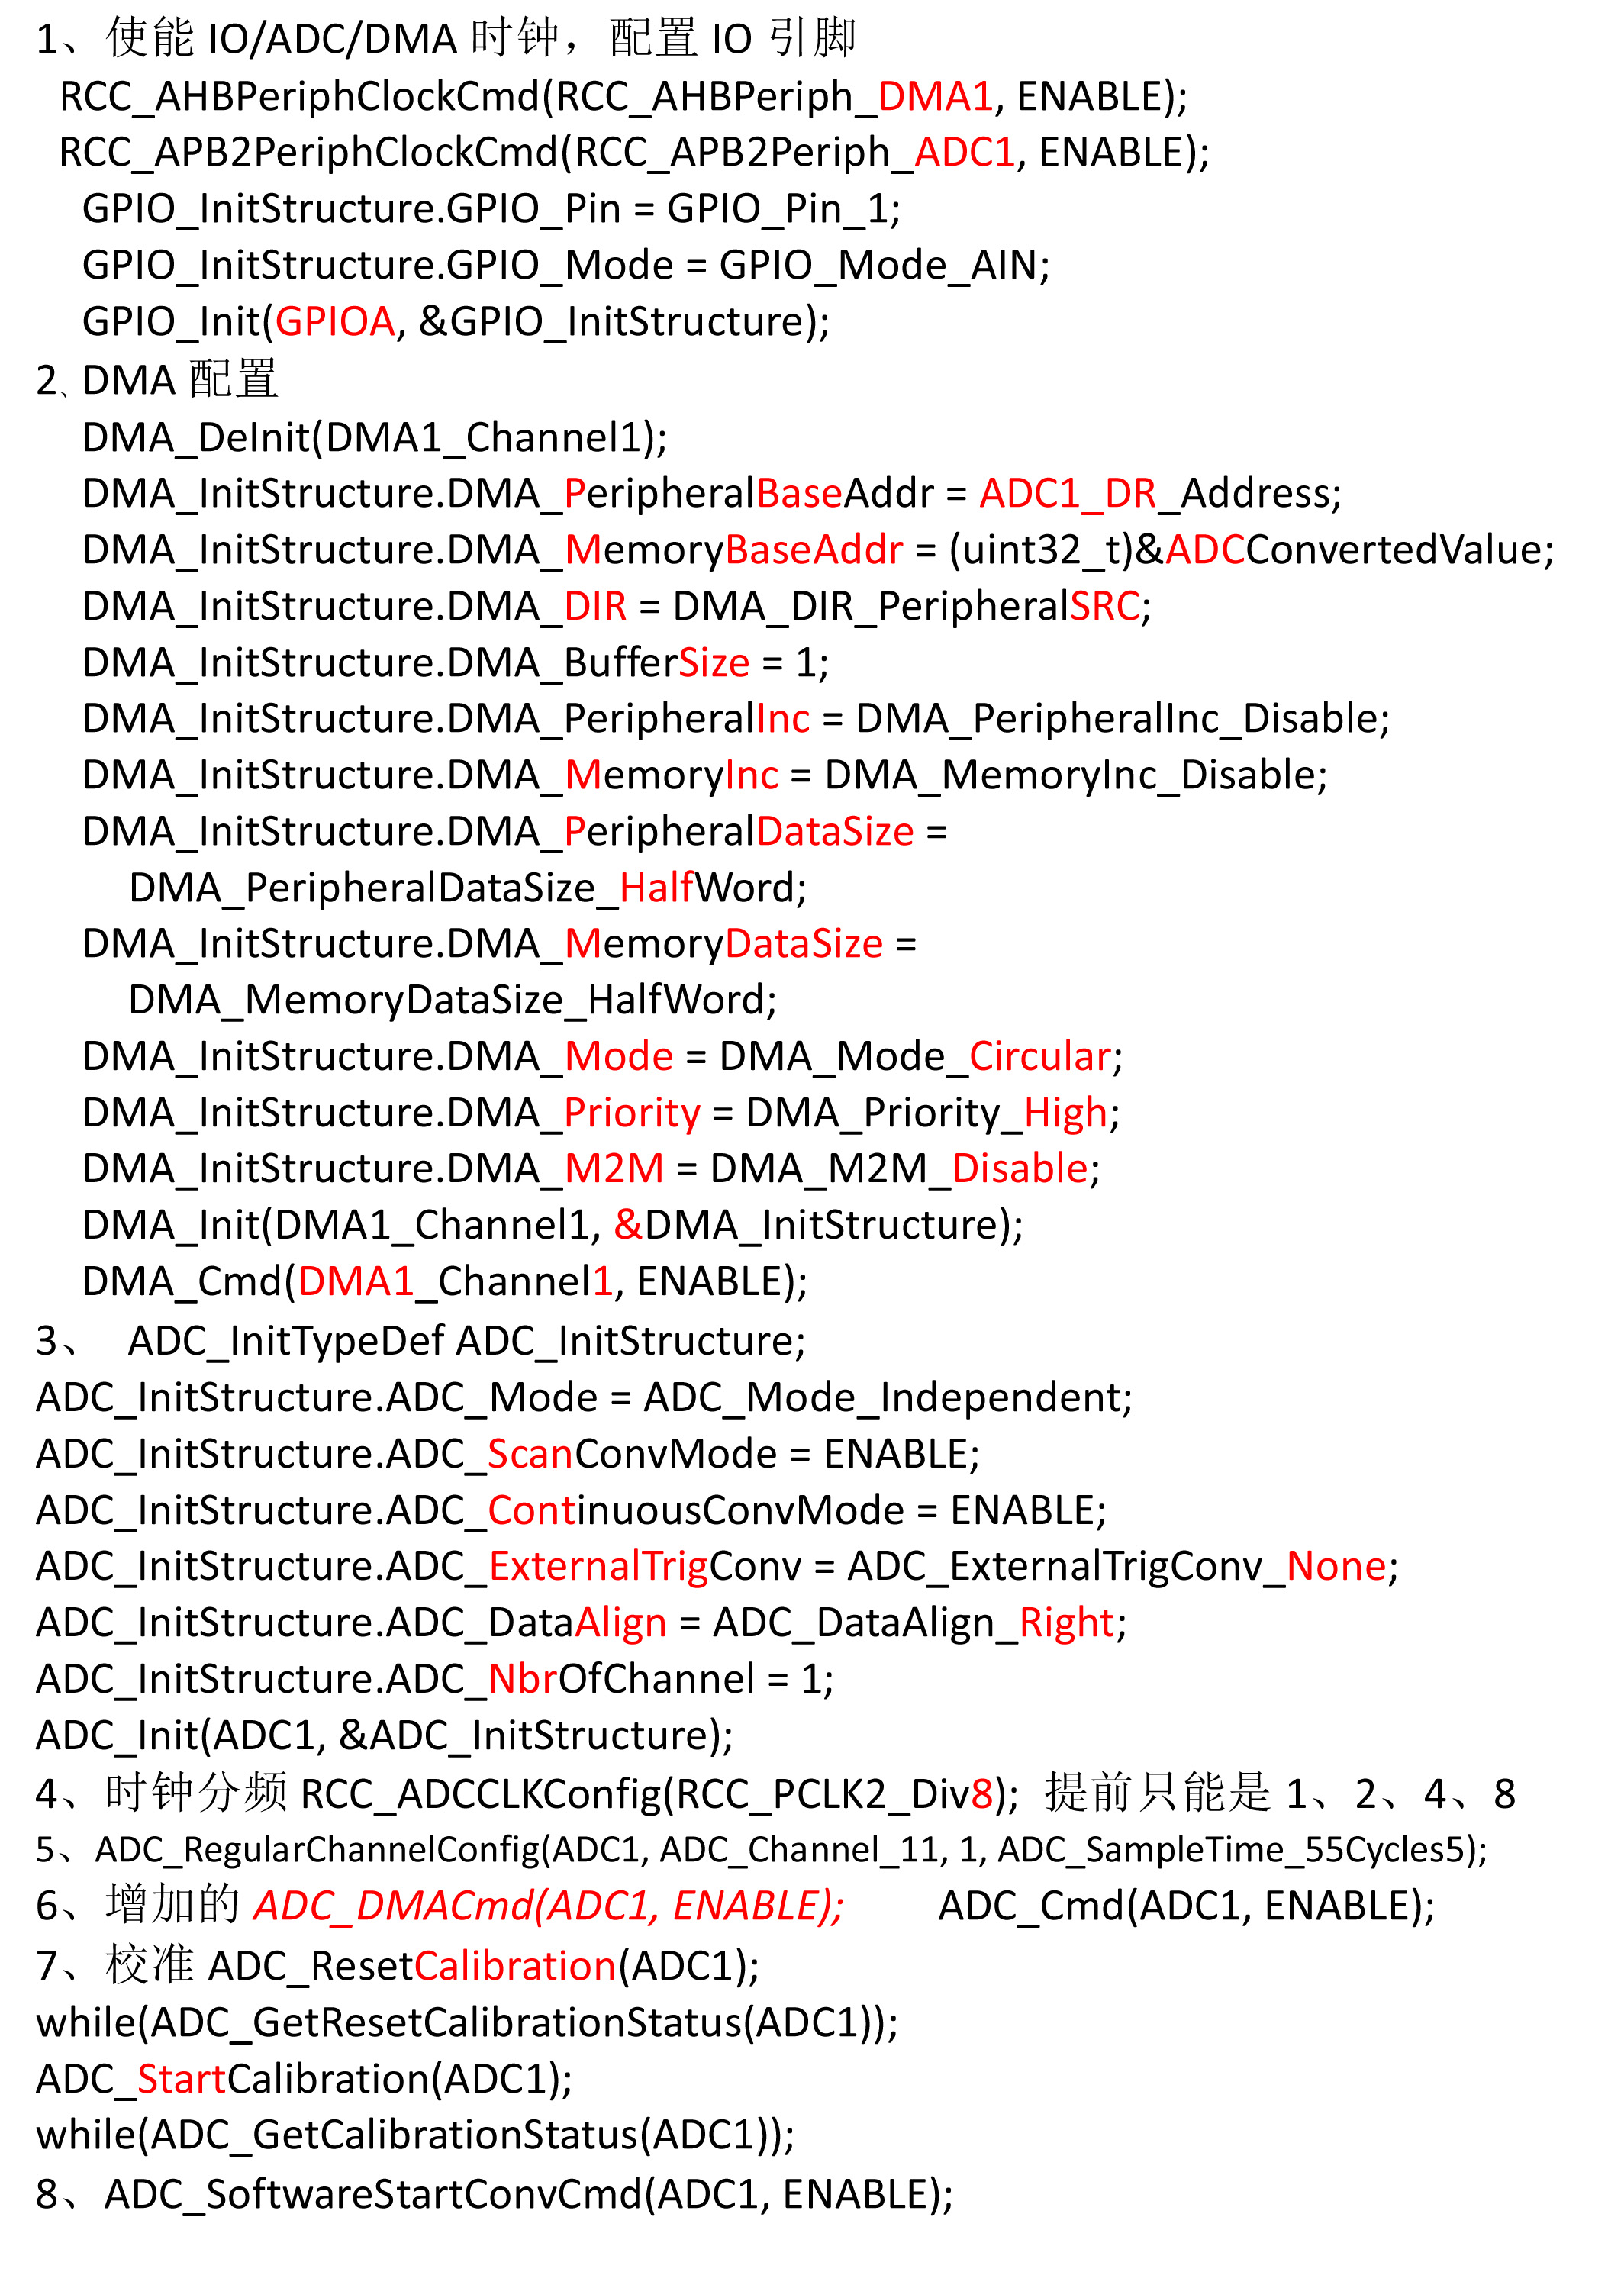 1、使能 IO/ADC/DMA 时钟，配置 IO 引脚
RCC_AHBPeriphClockCmd(RCC_AHBPeriph_DMA1, ENABLE);
RCC_APB2PeriphClockCmd(RCC_APB2Periph_ADC1, ENABLE);
GPIO_InitStructure.GPIO_Pin = GPIO_Pin_1;
GPIO_InitStructure.GPIO_Mode = GPIO_Mode_AIN;
GPIO_Init(GPIOA, &GPIO_InitStructure);
2、DMA 配置
DMA_DeInit(DMA1_Channel1);
DMA_InitStructure.DMA_PeripheralBaseAddr = ADC1_DR_Address;
DMA_InitStructure.DMA_MemoryBaseAddr = (uint32_t)&ADCConvertedValue;
DMA_InitStructure.DMA_DIR = DMA_DIR_PeripheralSRC;
DMA_InitStructure.DMA_BufferSize = 1;
DMA_InitStructure.DMA_PeripheralInc = DMA_PeripheralInc_Disable;
DMA_InitStructure.DMA_MemoryInc = DMA_MemoryInc_Disable;
DMA_InitStructure.DMA_PeripheralDataSize =
DMA_PeripheralDataSize_HalfWord;
DMA_InitStructure.DMA_MemoryDataSize =
DMA_MemoryDataSize_HalfWord;
DMA_InitStructure.DMA_Mode = DMA_Mode_Circular;
DMA_InitStructure.DMA_Priority = DMA_Priority_High;
DMA_InitStructure.DMA_M2M = DMA_M2M_Disable;
DMA_Init(DMA1_Channel1, &DMA_InitStructure);
DMA_Cmd(DMA1_Channel1, ENABLE);
3、 ADC_InitTypeDef ADC_InitStructure;
ADC_InitStructure.ADC_Mode = ADC_Mode_Independent;
ADC_InitStructure.ADC_ScanConvMode = ENABLE;
ADC_InitStructure.ADC_ContinuousConvMode = ENABLE;
ADC_InitStructure.ADC_ExternalTrigConv = ADC_ExternalTrigConv_None;
ADC_InitStructure.ADC_DataAlign = ADC_DataAlign_Right;
ADC_InitStructure.ADC_NbrOfChannel = 1;
ADC_Init(ADC1, &ADC_InitStructure);
4、时钟分频 RCC_ADCCLKConfig(RCC_PCLK2_Div8); 提前只能是 1、2、4、8
5、ADC_RegularChannelConfig(ADC1, ADC_Channel_11, 1, ADC_SampleTime_55Cycles5);
6、增加的 ADC_DMACmd(ADC1, ENABLE); ADC_Cmd(ADC1, ENABLE);
7、校准 ADC_ResetCalibration(ADC1);
while(ADC_GetResetCalibrationStatus(ADC1));
ADC_StartCalibration(ADC1);
while(ADC_GetCalibrationStatus(ADC1));
8、ADC_SoftwareStartConvCmd(ADC1, ENABLE);